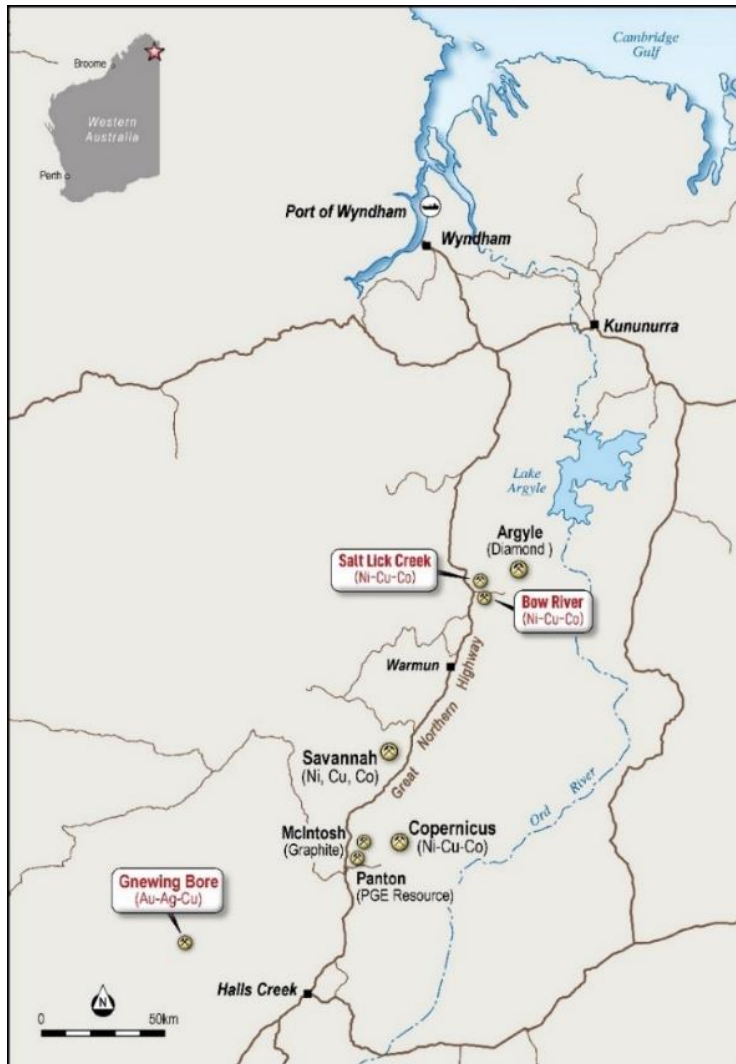 Cambridge
Gulf
Broome
Western
Australia
Perth
Port of Wyndham
Wyndham
Kununurra
Lake
Argyle
Argyle
(Diamond )
Salt Lick Creek
(Ni-Cu-Co)
Bow River
(Ni-Cu-Co)
Warmun
Great Northern Highway
Savannah
(Ni, Cu, Co)
Ord River
McIntosh
(Graphite)
Copernicus
(Ni-Cu-Co)
Panton
(PGE Resource)
Gnewing Bore
(Au-Ag-Cu)
Halls Creek
N
0 50km